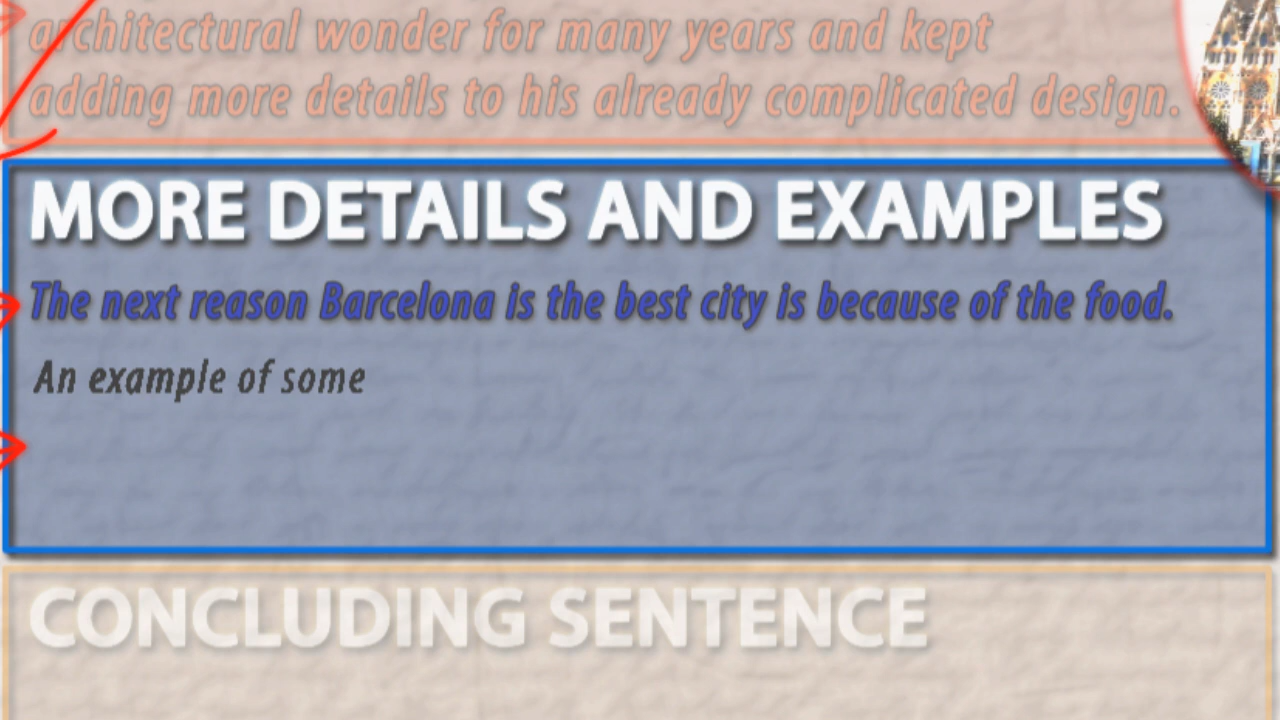 architectural wonder for many years and kept
adding more details to his already complicated design.
MORE DETAILS AND EXAMPLES
The next reason Barcelona is the best city is because of the food.
An example of some
CONCLUDING SENTENCE